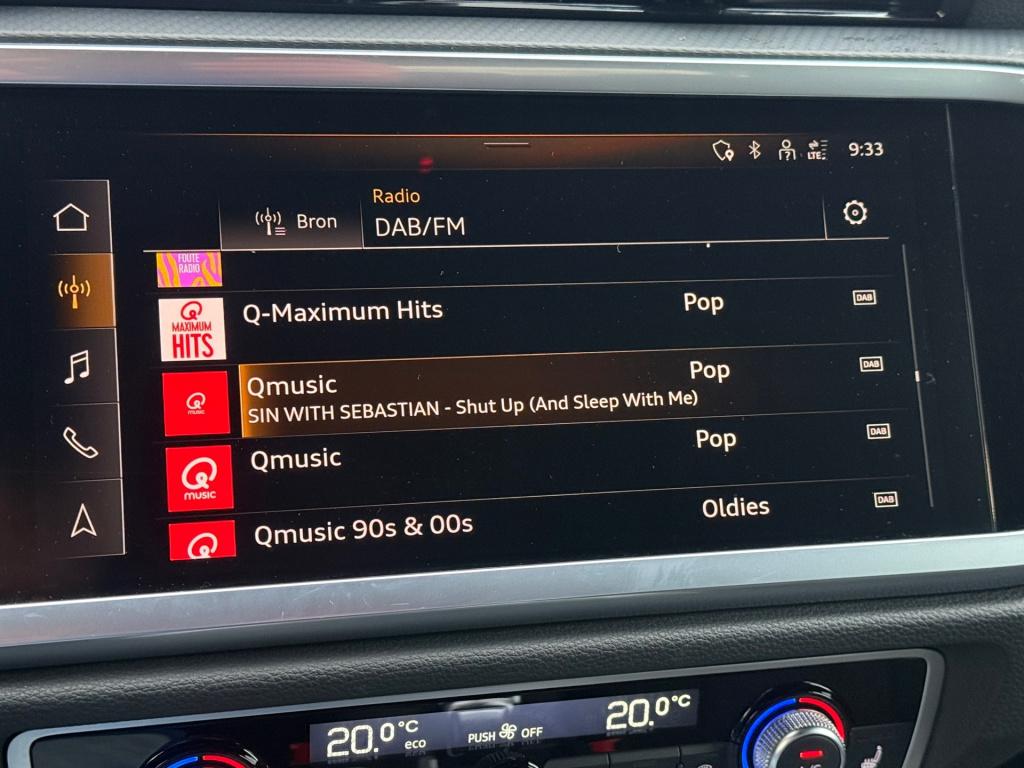 LTE
9:33
Radio
Bron
DAB/FM
FOUTE
RADIO
Q-Maximum Hits
Pop
DAB
MAXIMUM
HITS
Qmusic
Pop
DAB
SIN WITH SEBASTIAN - Shut Up (And Sleep With Me)
music
Qmusic
Pop
DAB
music
Qmusic 90s & 00s
Oldies
DAB
20.0°C
eco
PUSH
OFF
20.0°C